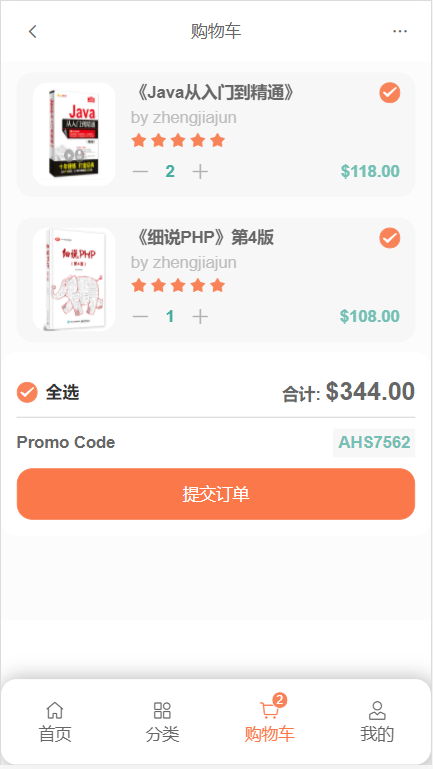 购物车
《Java从入门到精通》
by zhengjiajun
2
$118.00
Java
从入门到精通
《细说PHP》第4版
by zhengjiajun
1
$108.00
细说PHP
全选
合计: $344.00
Promo Code
AHS7562
提交订单
2
首页
分类
购物车
我的